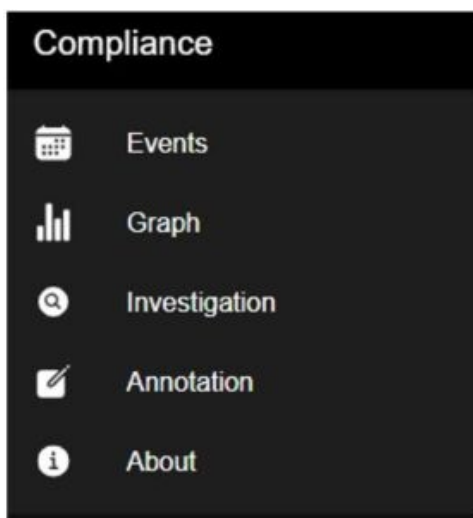 Compliance
Events
Graph
Investigation
Annotation
About